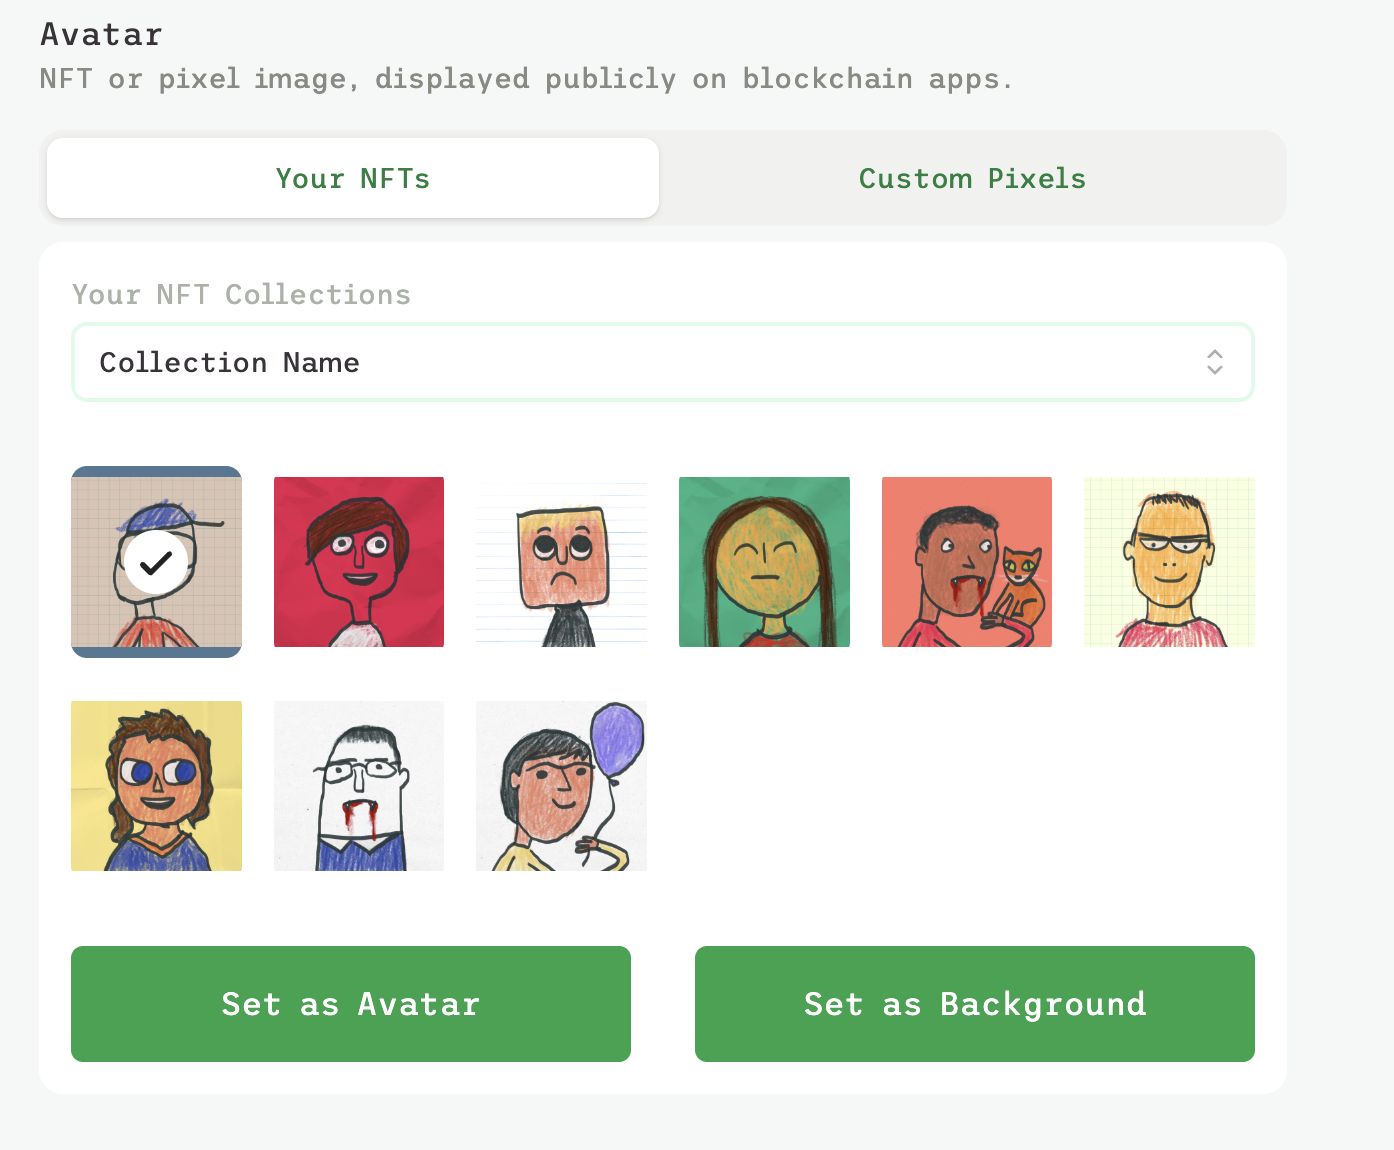 Avatar
NFT or pixel image, displayed publicly on blockchain apps.
Your NFTs
Custom Pixels
Your NFT Collections
Collection Name
Set as Avatar
Set as Background